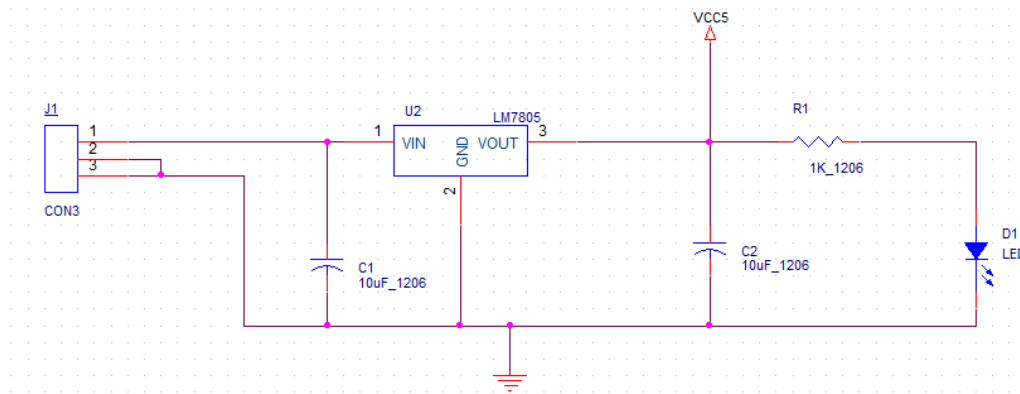 VCC5
J1
1
2
3
CON3
U2
LM7805
1
VIN
GND
VOUT
3
2
R1
1K_1206
C1
10uF_1206
C2
10uF_1206
D1
LED